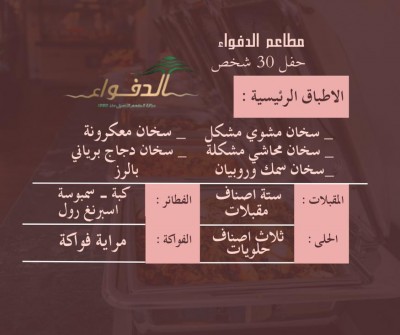 مطاعم الدفواء
حفل 30 شخص
الدفواء
الاطباق الرئيسية :
_ سخان مشوي مشكل
_ سخان معكرونة
_ سخان محاشي مشكلة
_ سخان دجاج برياني بالرز
_سخان سمك وروبيان
المقبلات :
ستة اصناف مقبلات
الفطائر :
كبة - سمبوسة
اسبرنغ رول
الحلى :
ثلاث اصناف حلويات
الفواكة :
مراية فواكة